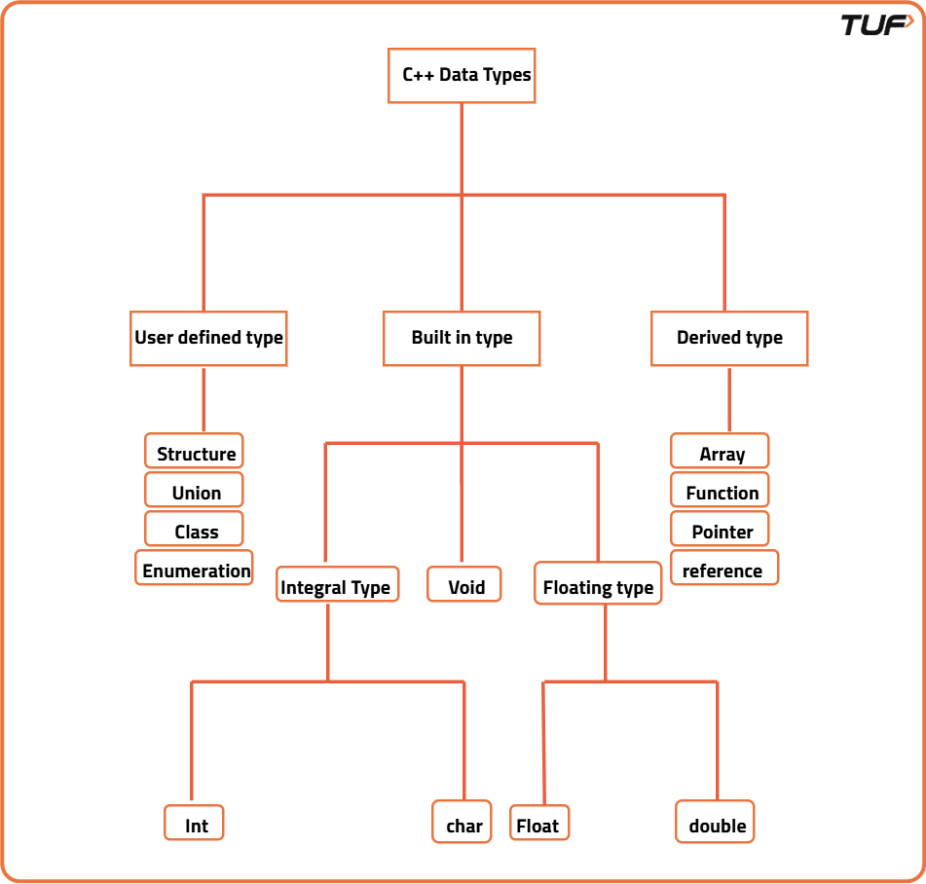 TUF
C++ Data Types
User defined type
Built in type
Derived type
Structure
Union
Class
Enumeration
Array
Function
Pointer
reference
Integral Type
Void
Floating type
Int
char
Float
double